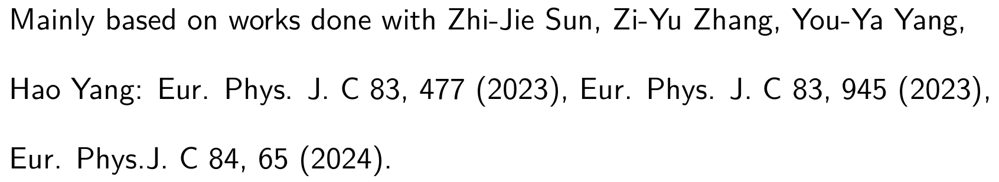 Mainly based on works done with Zhi-Jie Sun, Zi-Yu Zhang, You-Ya Yang,
Hao Yang: Eur. Phys. J. C 83, 477 (2023), Eur. Phys. J. C 83, 945 (2023),
Eur. Phys.J. C 84, 65 (2024).